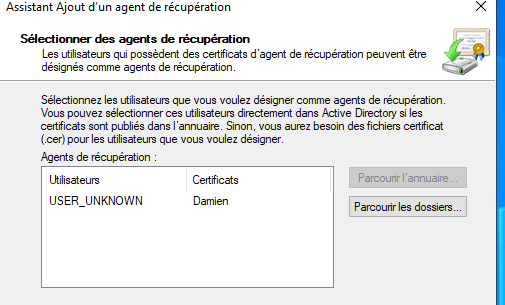 Assistant Ajout d'un agent de récupération
Sélectionner des agents de récupération
Les utilisateurs qui possèdent des certificats d'agent de récupération peuvent être
désignés comme agents de récupération.
Sélectionnez les utilisateurs que vous voulez désigner comme agents de récupération.
Vous pouvez sélectionner ces utilisateurs directement dans Active Directory si les
certificats sont publiés dans l'annuaire. Sinon, vous aurez besoin des fichiers certificat
(.cer) pour les utilisateurs que vous voulez désigner.
Agents de récupération :
Utilisateurs Certificats Parcourir l'annuaire...
USER_UNKNOWN Damien Parcourir les dossiers...